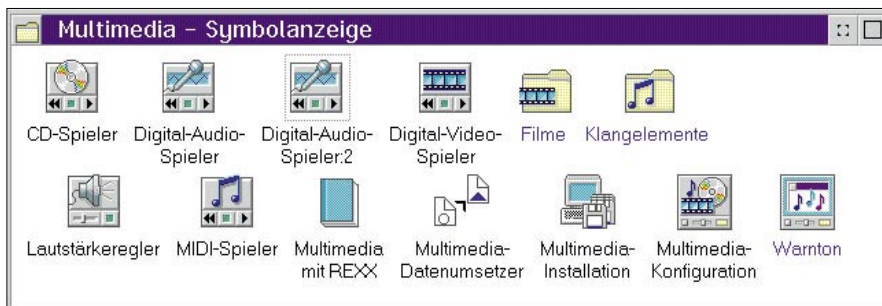 Multimedia - Symbolanzeige
CD-Spieler
Digital-Audio-
Spieler
Digital-Audio-
Spieler:2
Digital-Video-
Spieler
Filme
Klangelemente
Lautstärkeregler
MIDI-Spieler
Multimedia
mit REXX
Multimedia-
Datenumsetzer
Multimedia-
Installation
Multimedia-
Konfiguration
Warnton